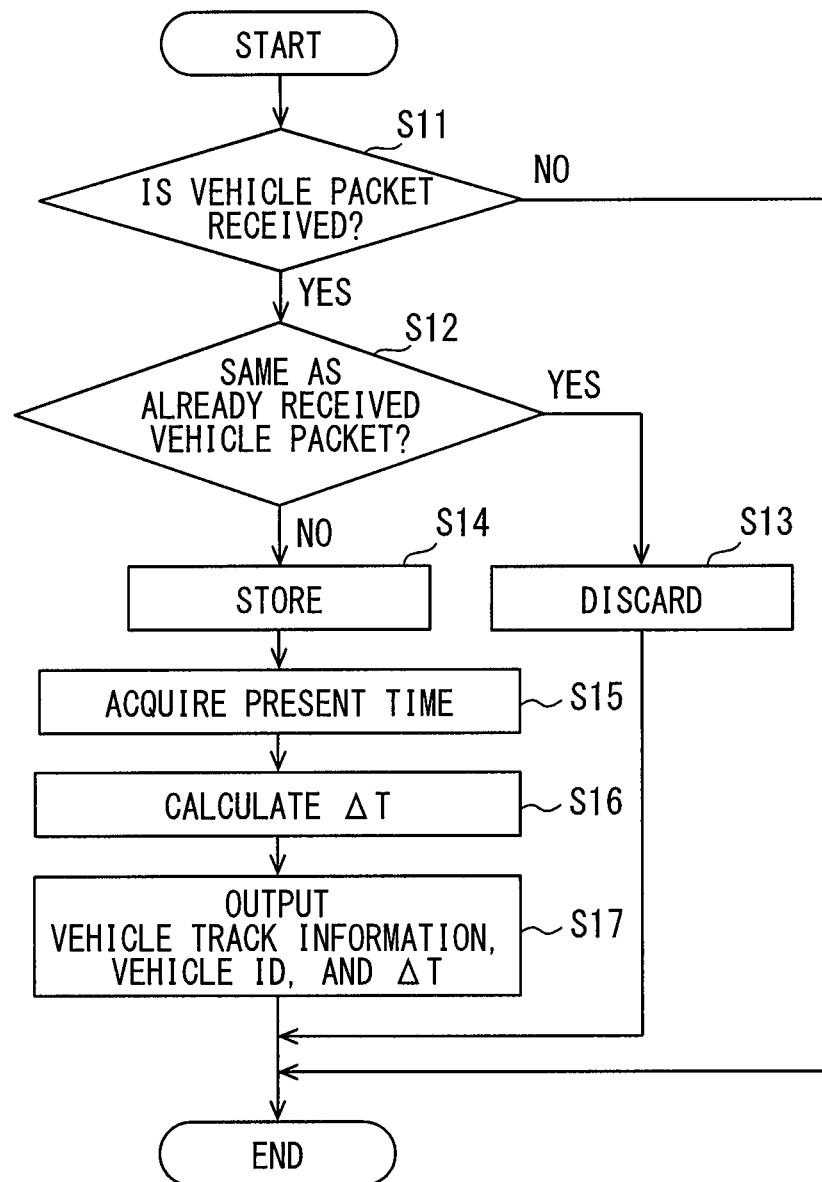 START
S11
IS VEHICLE PACKET
RECEIVED?
NO
YES
S12
SAME AS
ALREADY RECEIVED
VEHICLE PACKET?
YES
NO
S14
STORE
S13
DISCARD
ACQUIRE PRESENT TIME
S15
CALCULATE ΔT
S16
OUTPUT
VEHICLE TRACK INFORMATION,
VEHICLE ID, AND ΔT
S17
END